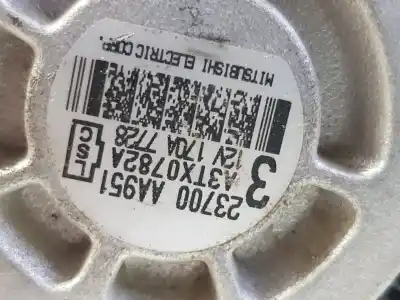 23700 AA951
A3TX0782A
12V 170A 7728
3
L S C
MITSUBISHI ELECTRIC CORP.